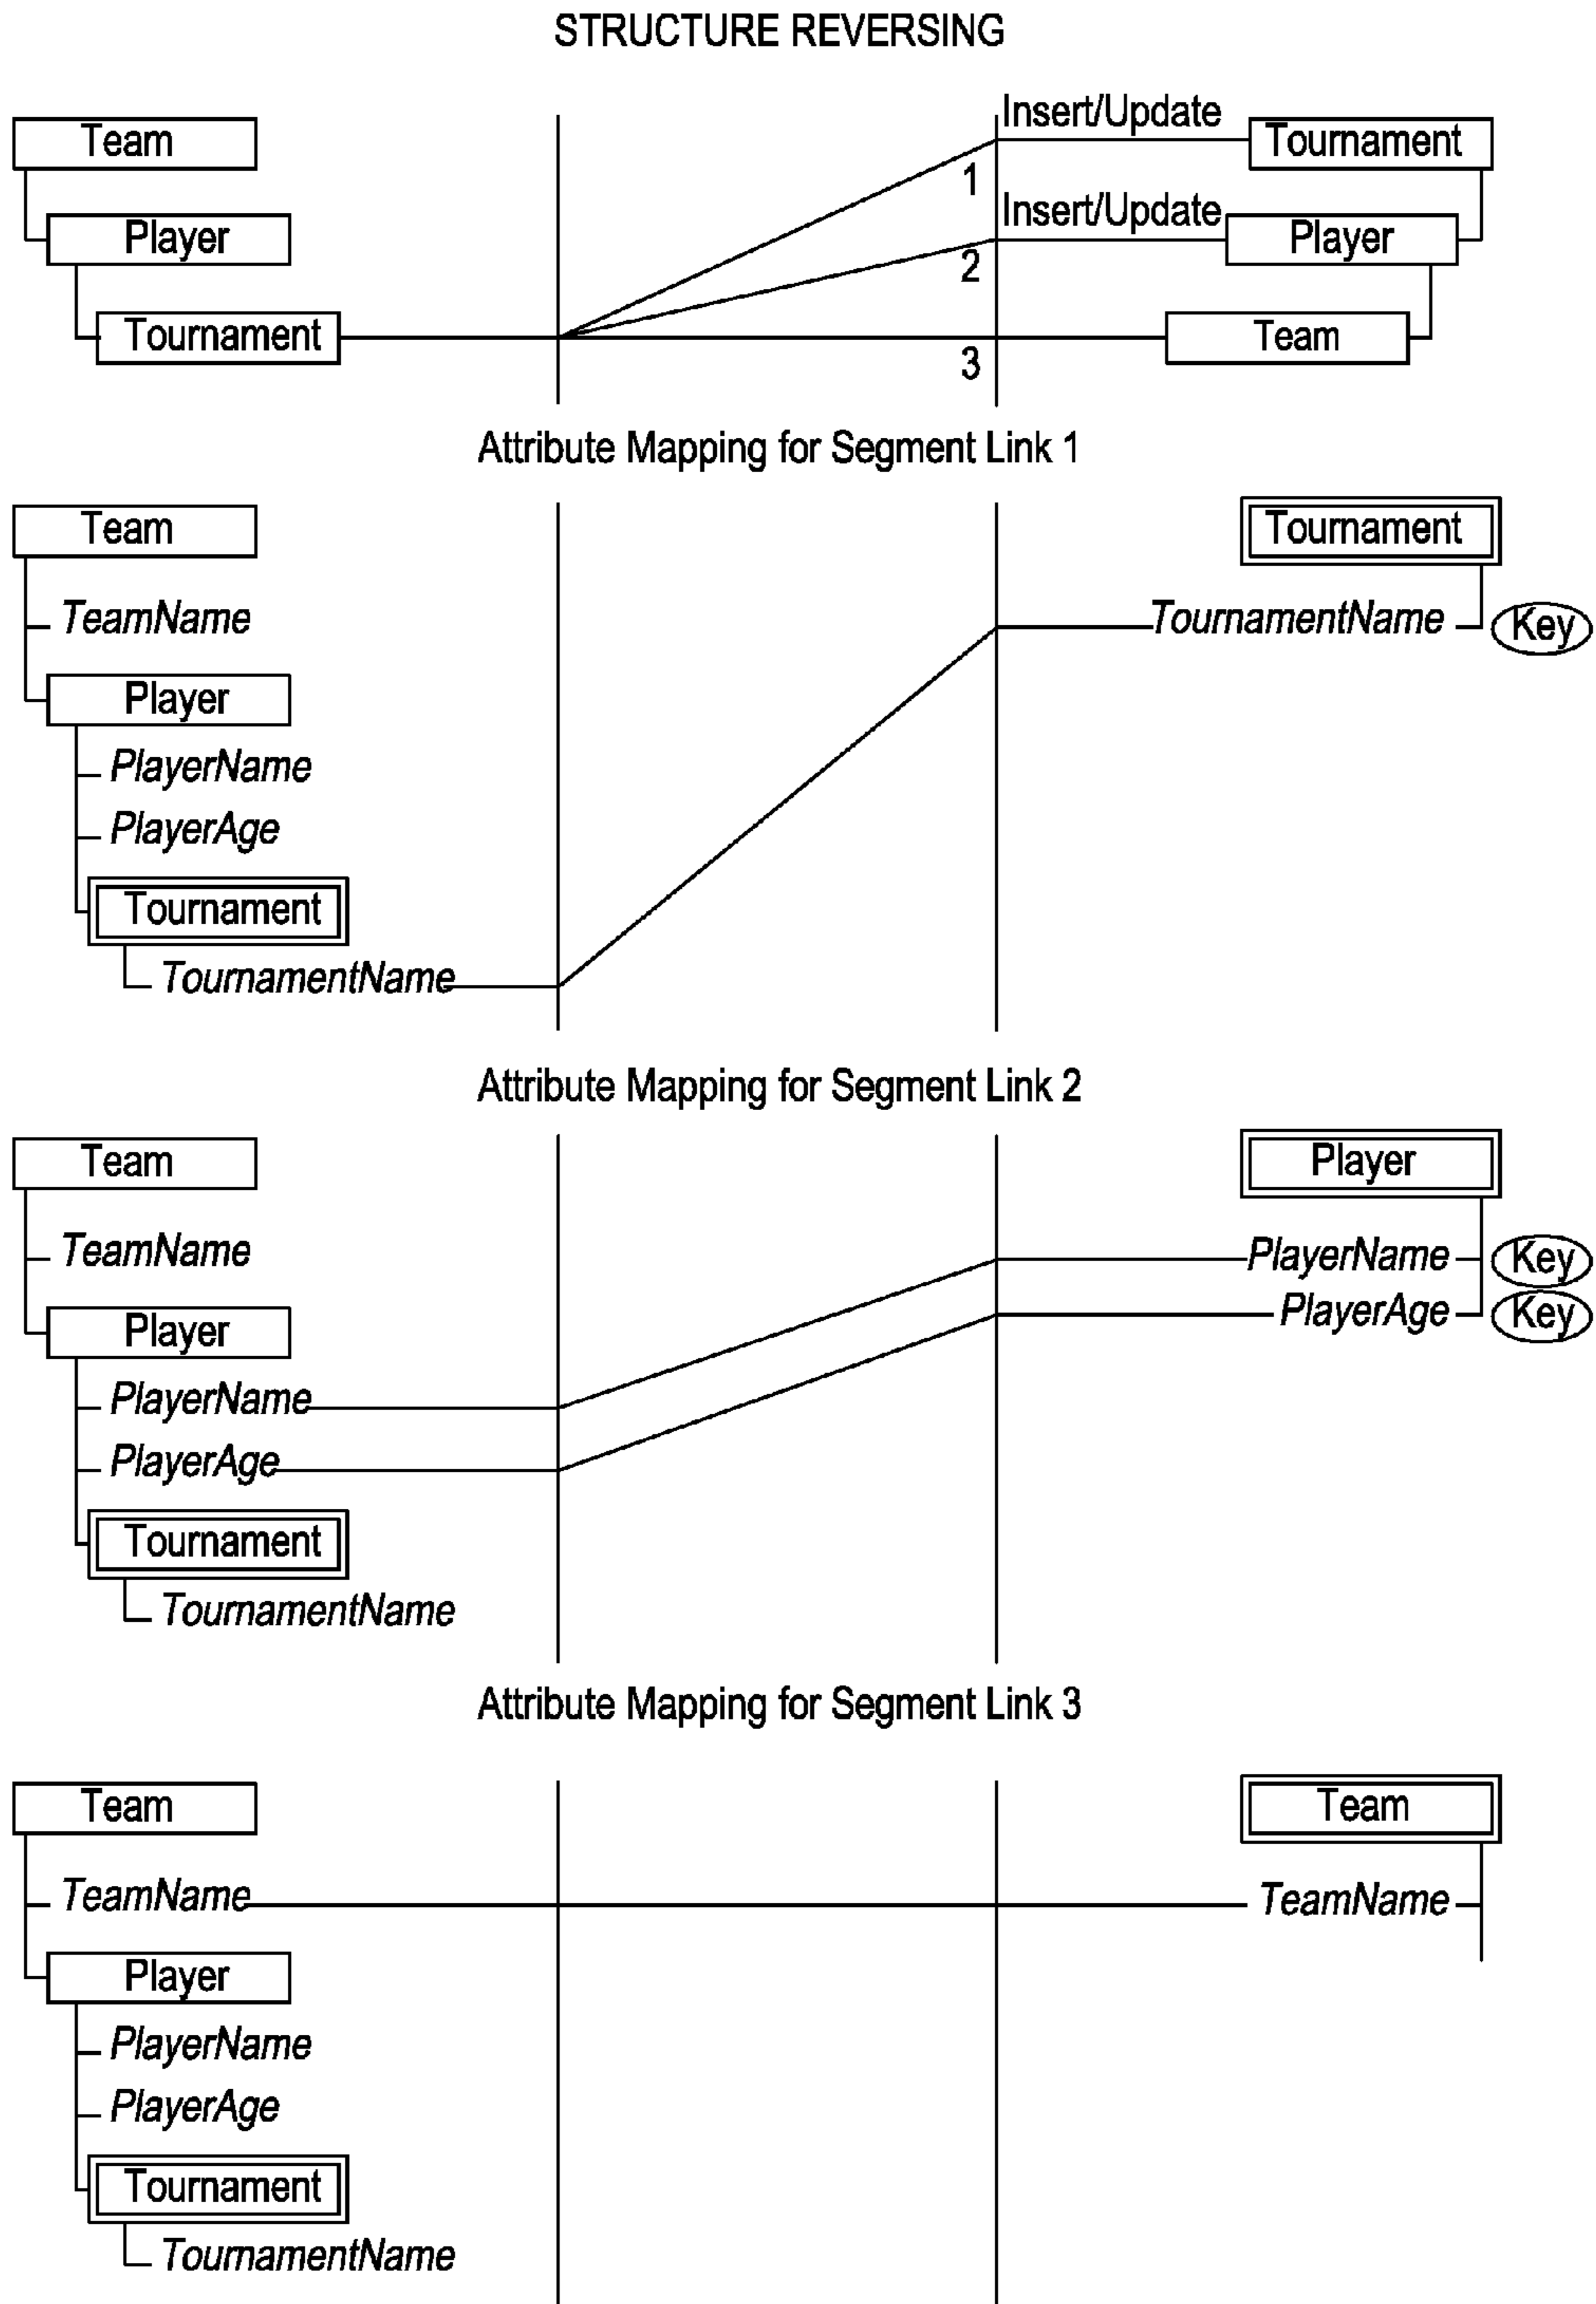 STRUCTURE REVERSING
Team
Insert/Update
Tournament
1
Player
Insert/Update
Player
2
Tournament
Team
3
Attribute Mapping for Segment Link 1
Team
Tournament
TeamName
TournamentName
Key
Player
PlayerName
PlayerAge
Tournament
TournamentName
Attribute Mapping for Segment Link 2
Team
Player
TeamName
PlayerName
Key
Player
PlayerAge
Key
PlayerName
PlayerAge
Tournament
TournamentName
Attribute Mapping for Segment Link 3
Team
Team
TeamName
TeamName
Player
PlayerName
PlayerAge
Tournament
TournamentName